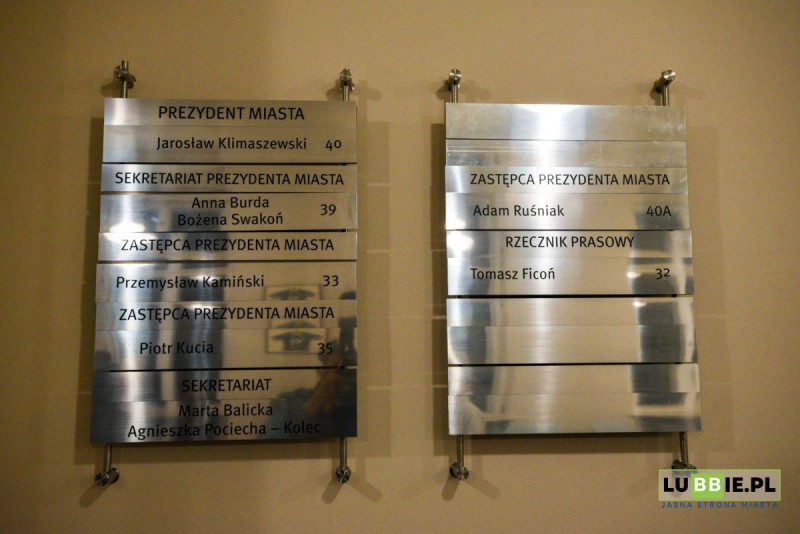 PREZYDENT MIASTA
Jarosław Klimaszewski 40
SEKRETARIAT PREZYDENTA MIASTA
Anna Burda
Bożena Swakoń 39
ZASTĘPCA PREZYDENTA MIASTA
Przemysław Kamiński 33
ZASTĘPCA PREZYDENTA MIASTA
Piotr Kucia 35
SEKRETARIAT
Marta Balicka
Agnieszka Pociecha – Kolec
ZASTĘPCA PREZYDENTA MIASTA
Adam Ruśniak 40A
RZECZNIK PRASOWY
Tomasz Ficoń 32
LUBBIE.PL
JASNA STRONA MIASTA